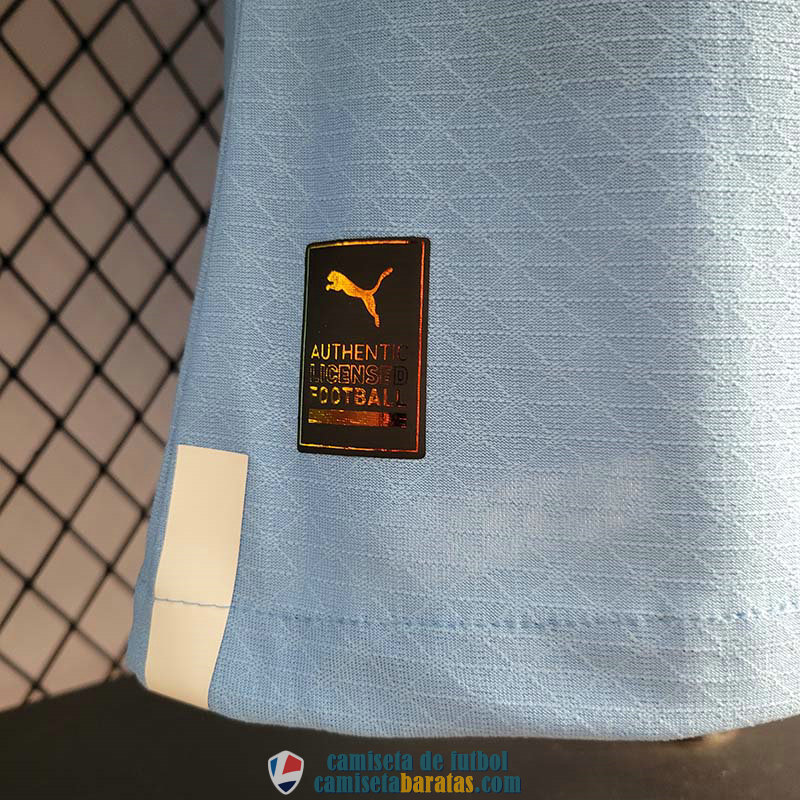 AUTHENTIC
LICENSED
FOOTBALL
camiseta de futbol
camisetabaratas.com